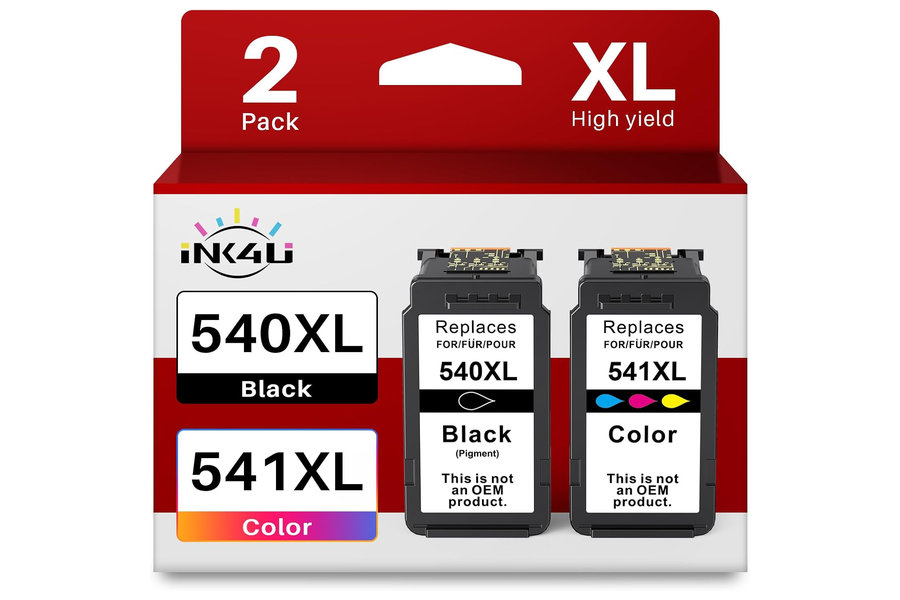 2
Pack
XL
High yield
iNK4U
540XL
Black
541XL
Color
Replaces
FOR/FÜR/POUR
540XL
Black
(Pigment)
This is not
an OEM
product.
Replaces
FOR/FÜR/POUR
541XL
Color
This is not
an OEM
product.